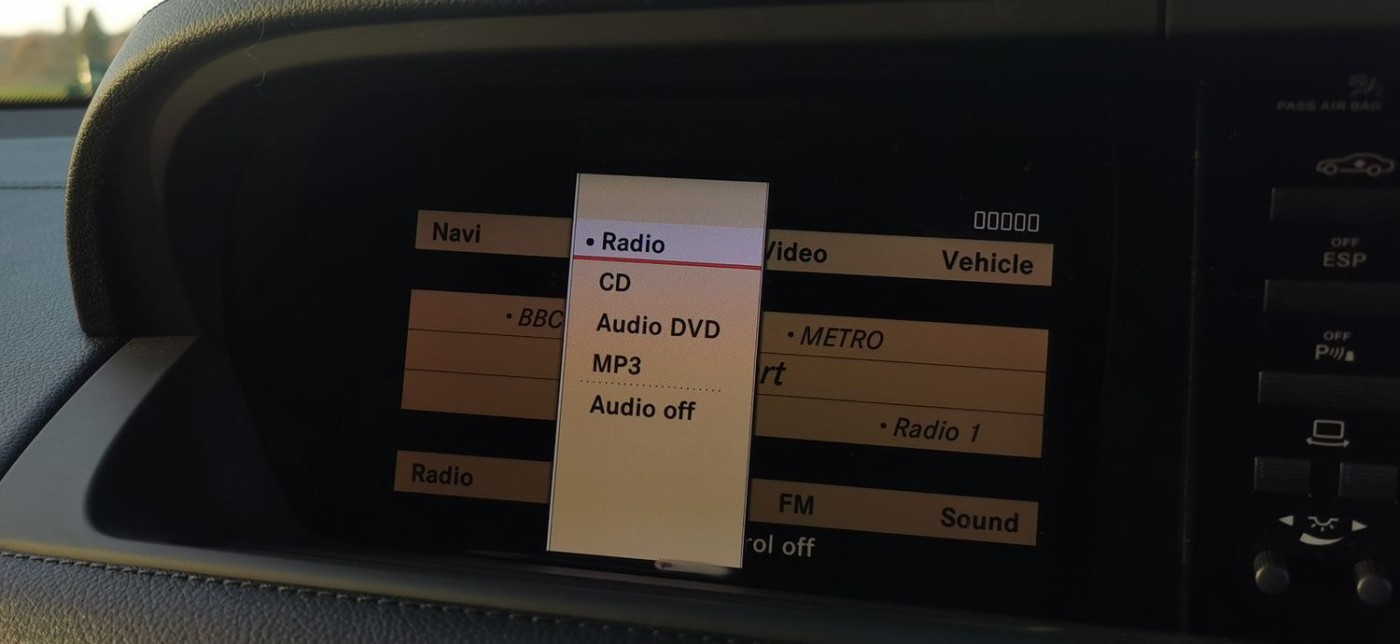 PASS AIR BAG
Navi
Video
Vehicle
• Radio
CD
Audio DVD
MP3
Audio off
• BBC
• METRO
rt
• Radio 1
Radio
FM
Sound
rol off
OFF
ESP
OFF
P